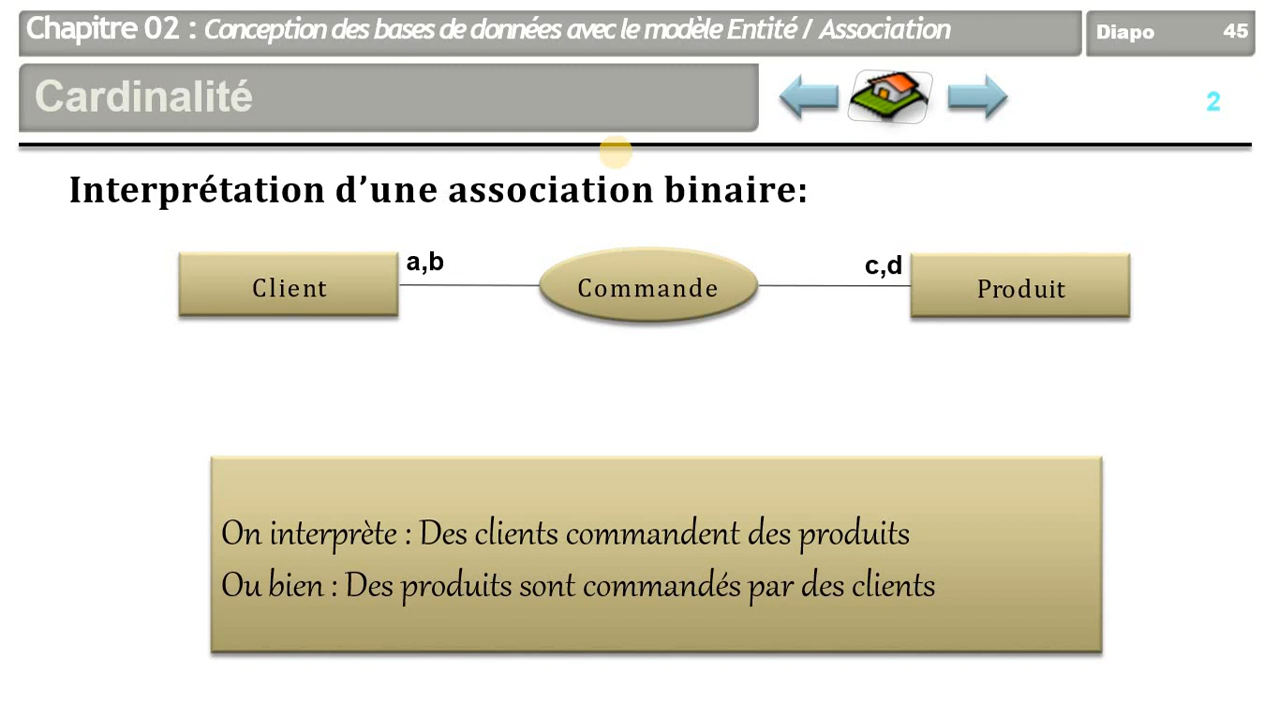 Chapitre 02 : Conception des bases de données avec le modèle Entité / Association
Diapo 45
Cardinalité
2
Interprétation d’une association binaire:
Client a,b Commande c,d Produit
On interprète : Des clients commandent des produits
Ou bien : Des produits sont commandés par des clients